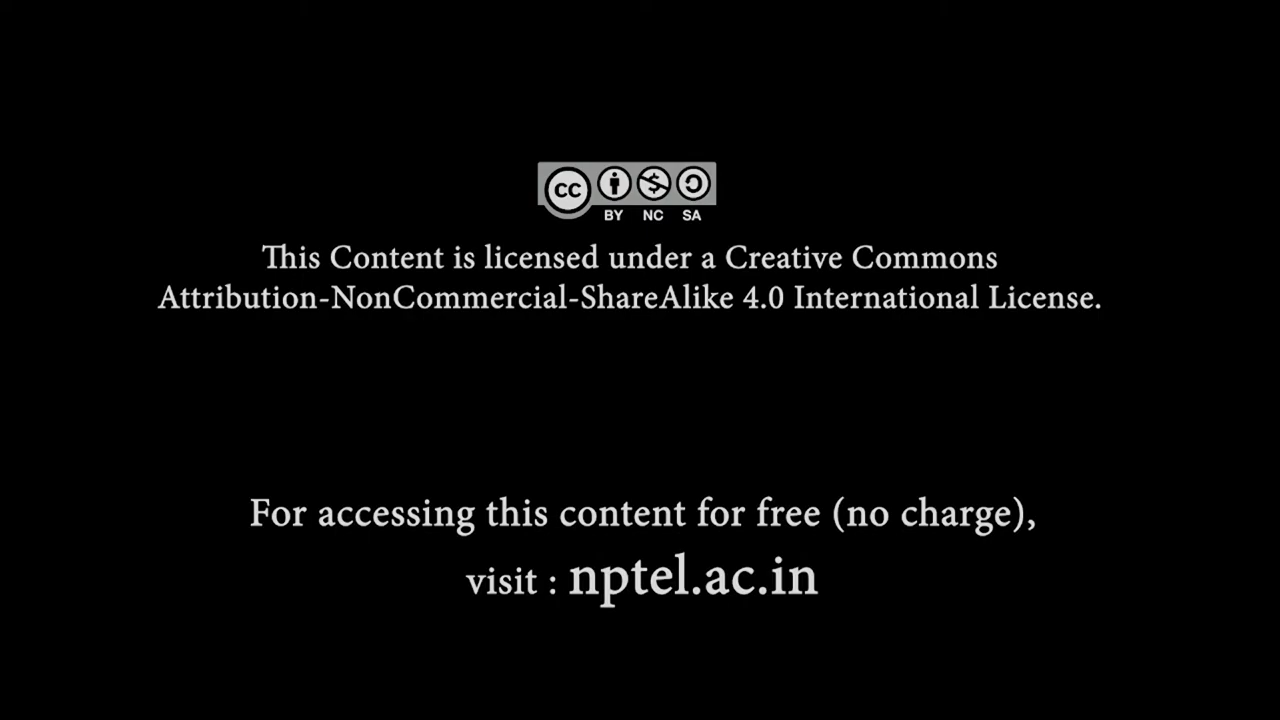 CC BY NC SA
This Content is licensed under a Creative Commons
Attribution-NonCommercial-ShareAlike 4.0 International License.
For accessing this content for free (no charge),
visit : nptel.ac.in